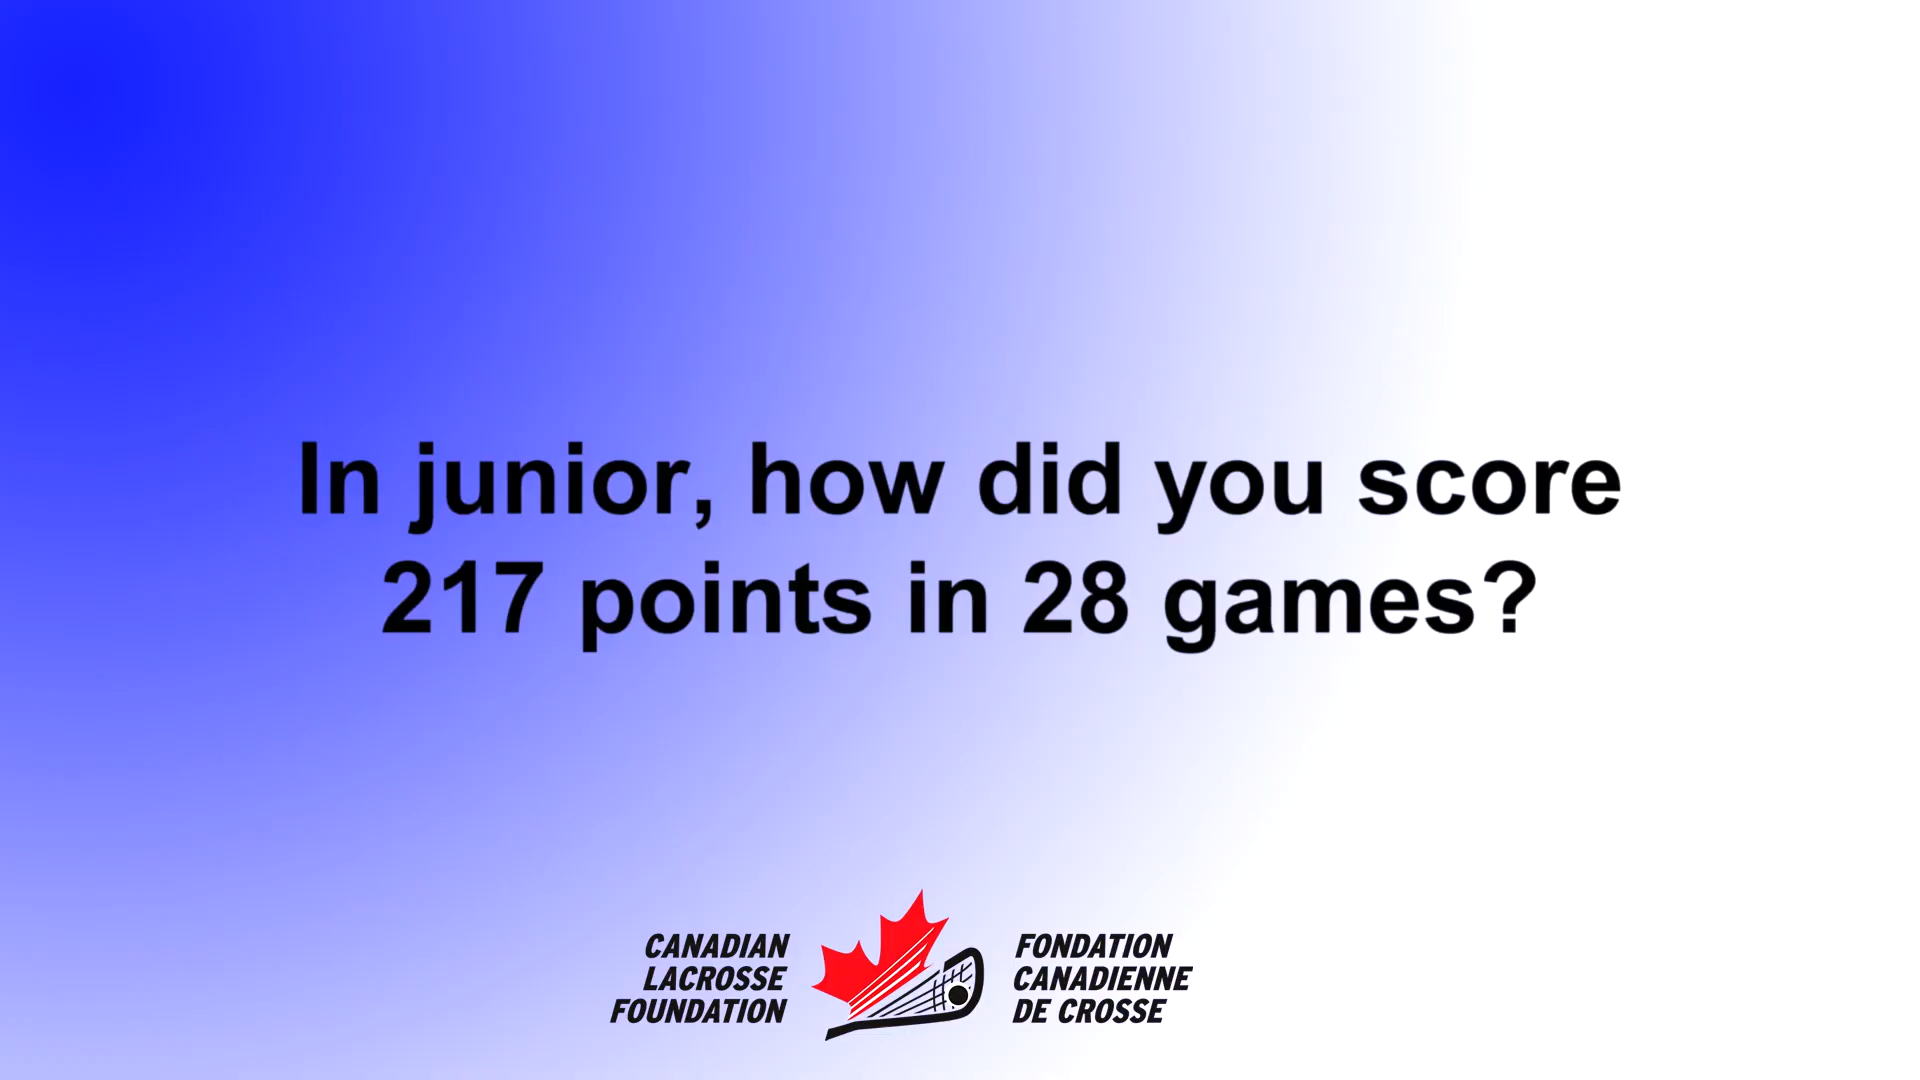 In junior, how did you score
217 points in 28 games?
CANADIAN
LACROSSE
FOUNDATION
FONDATION
CANADIENNE
DE CROSSE